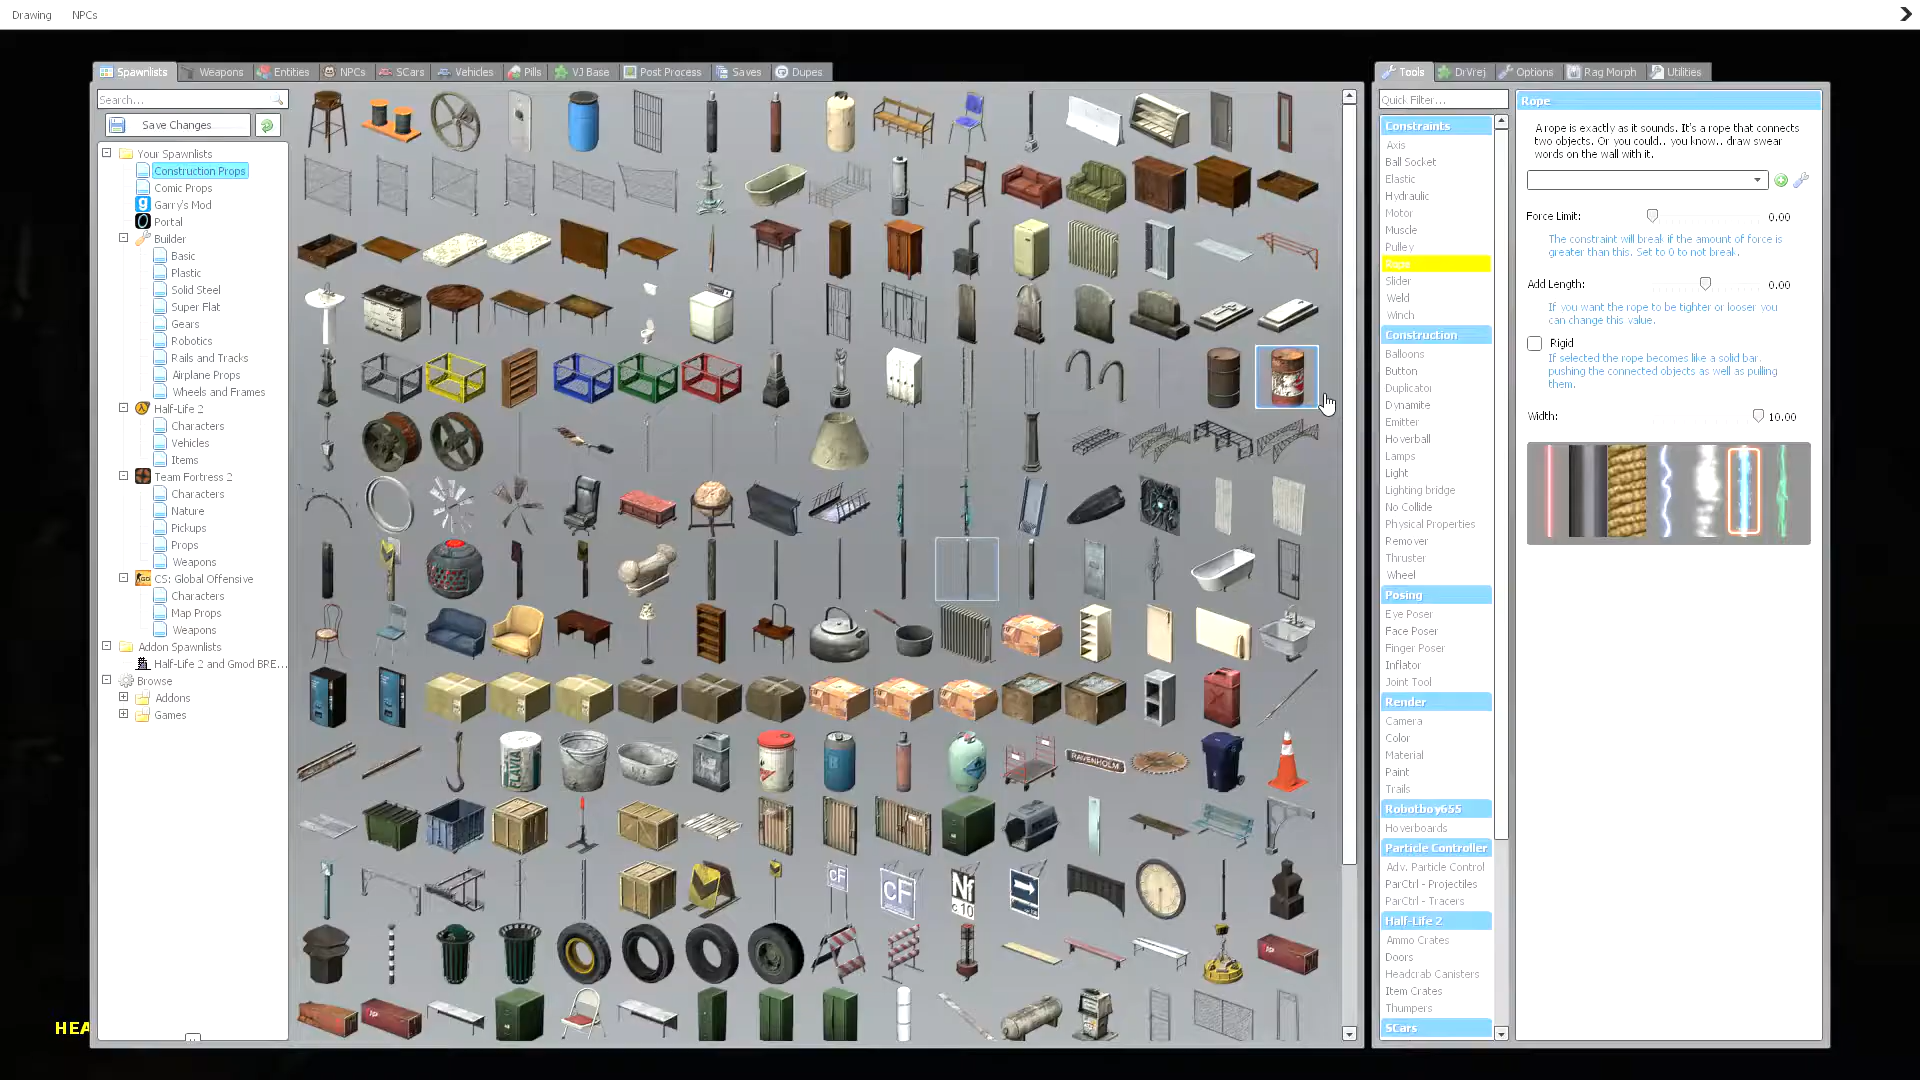 Drawing NPCs
Spawnlists Weapons Entities NPCs SCars Vehicles Pills VJ Base Post Process Saves Dupes
Tools DrVrej Options Rag Morph Utilities
Search...
Save Changes
Your Spawnlists
Construction Props
Comic Props
Garry's Mod
Portal
Builder
Basic
Plastic
Solid Steel
Super Flat
Gears
Robotics
Rails and Tracks
Airplane Props
Wheels and Frames
Half-Life 2
Characters
Vehicles
Items
Team Fortress 2
Characters
Nature
Pickups
Props
Weapons
CS: Global Offensive
Characters
Map Props
Weapons
Addon Spawnlists
Half-Life 2 and Gmod BRE...
Browse
Addons
Games
HEA
RAVENHOLM
cF
cF
Nf
c 10
Quick Filter...
Constraints
Axis
Ball Socket
Elastic
Hydraulic
Motor
Muscle
Pulley
Rope
Slider
Weld
Winch
Construction
Balloons
Button
Duplicator
Dynamite
Emitter
Hoverball
Lamps
Light
Lighting bridge
No Collide
Physical Properties
Remover
Thruster
Wheel
Posing
Eye Poser
Face Poser
Finger Poser
Inflator
Joint Tool
Render
Camera
Color
Material
Paint
Trails
Robotboy655
Hoverboards
Particle Controller
Adv. Particle Control
ParCtrl - Projectiles
ParCtrl - Tracers
Half-Life 2
Ammo Crates
Doors
Headcrab Canisters
Item Crates
Thumpers
SCars
Rope
A rope is exactly as it sounds. It's a rope that connects
two objects. Or you could.. you know.. draw swear
words on the wall with it.
Force Limit: 0.00
The constraint will break if the amount of force is
greater than this. Set to 0 to not break.
Add Length: 0.00
If you want the rope to be tighter or looser you
can change this value.
Rigid
If selected the rope becomes like a solid bar,
pushing the connected objects as well as pulling
them.
Width: 10.00